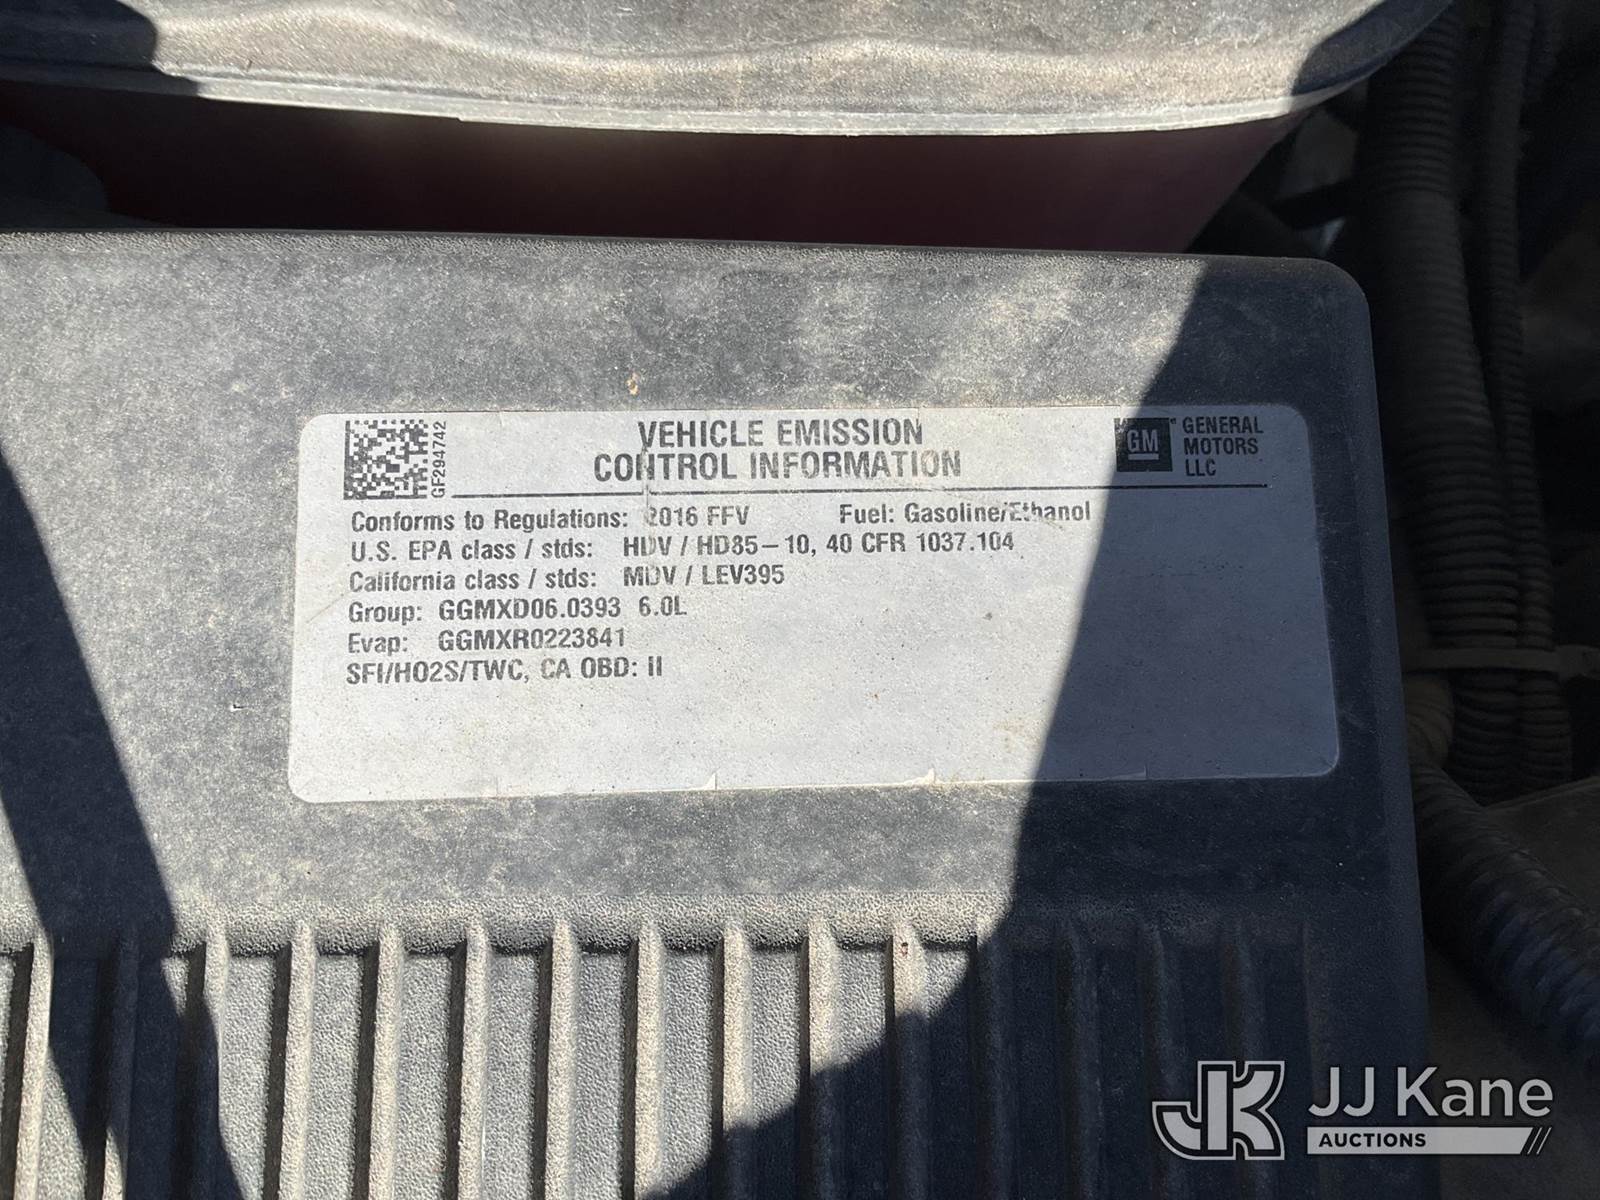 GF294742
VEHICLE EMISSION
CONTROL INFORMATION
GM
GENERAL
MOTORS
LLC
Conforms to Regulations: 2016 FFV Fuel: Gasoline/Ethanol
U.S. EPA class / stds: HDV / HD85-10, 40 CFR 1037.104
California class / stds: MDV / LEV395
Group: GGMXD06.0393 6.0L
Evap: GGMXR0223841
SFI/HO2S/TWC, CA OBD: II
JK JJ Kane
AUCTIONS